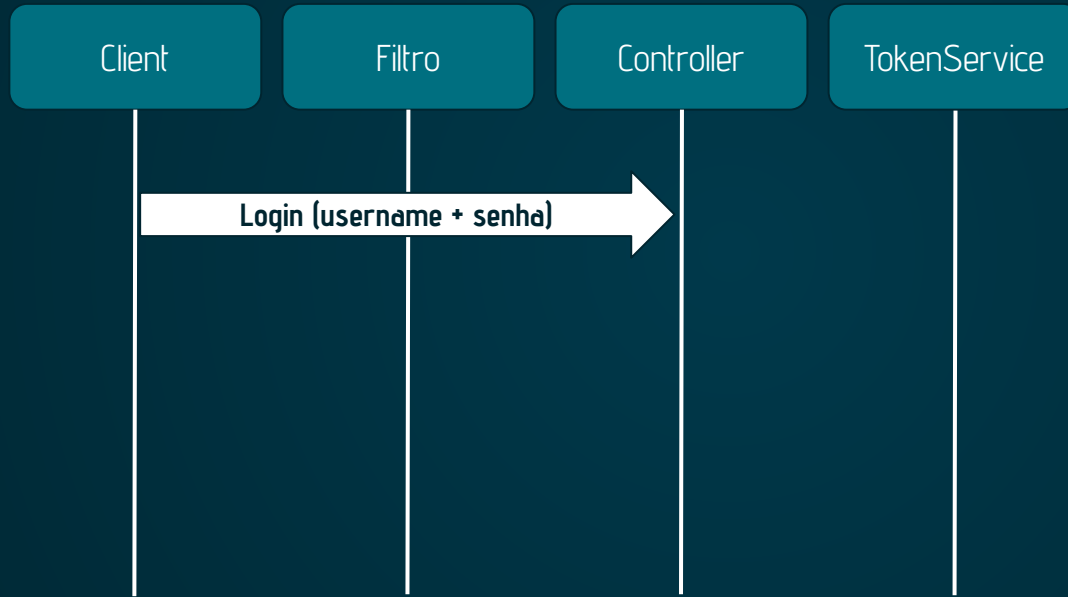 Client
Filtro
Controller
TokenService
Login (username + senha)